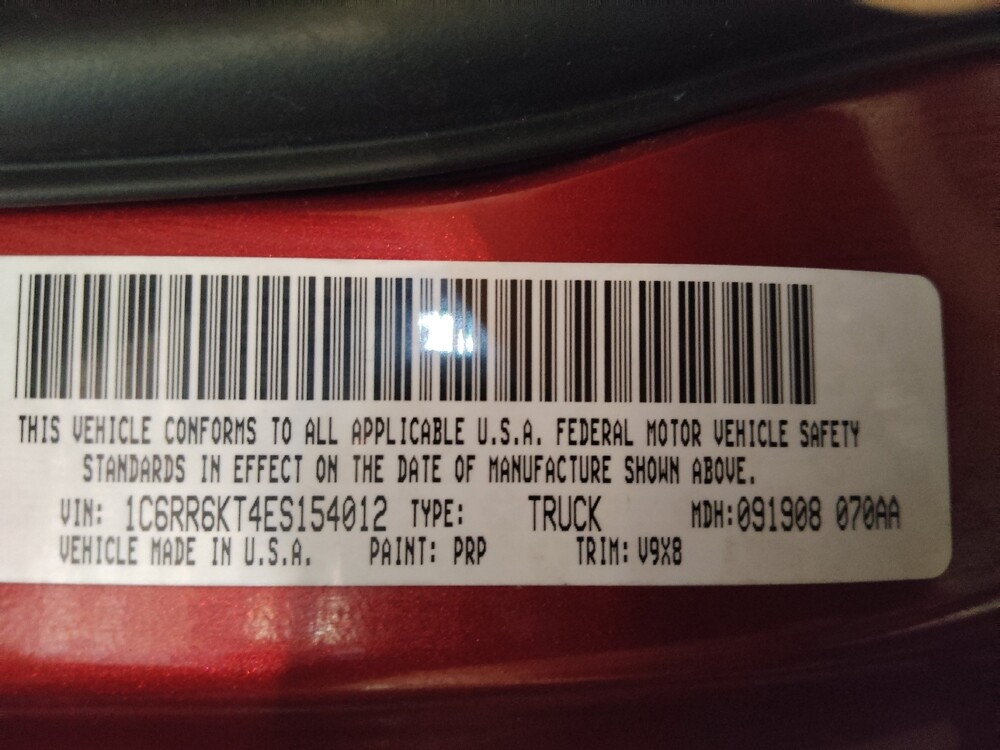 THIS VEHICLE CONFORMS TO ALL APPLICABLE U.S.A. FEDERAL MOTOR VEHICLE SAFETY
STANDARDS IN EFFECT ON THE DATE OF MANUFACTURE SHOWN ABOVE.
VIN: 1C6RR6KT4ES154012 TYPE: TRUCK MDH:091908 070AA
VEHICLE MADE IN U.S.A. PAINT: PRP TRIM: V9X8